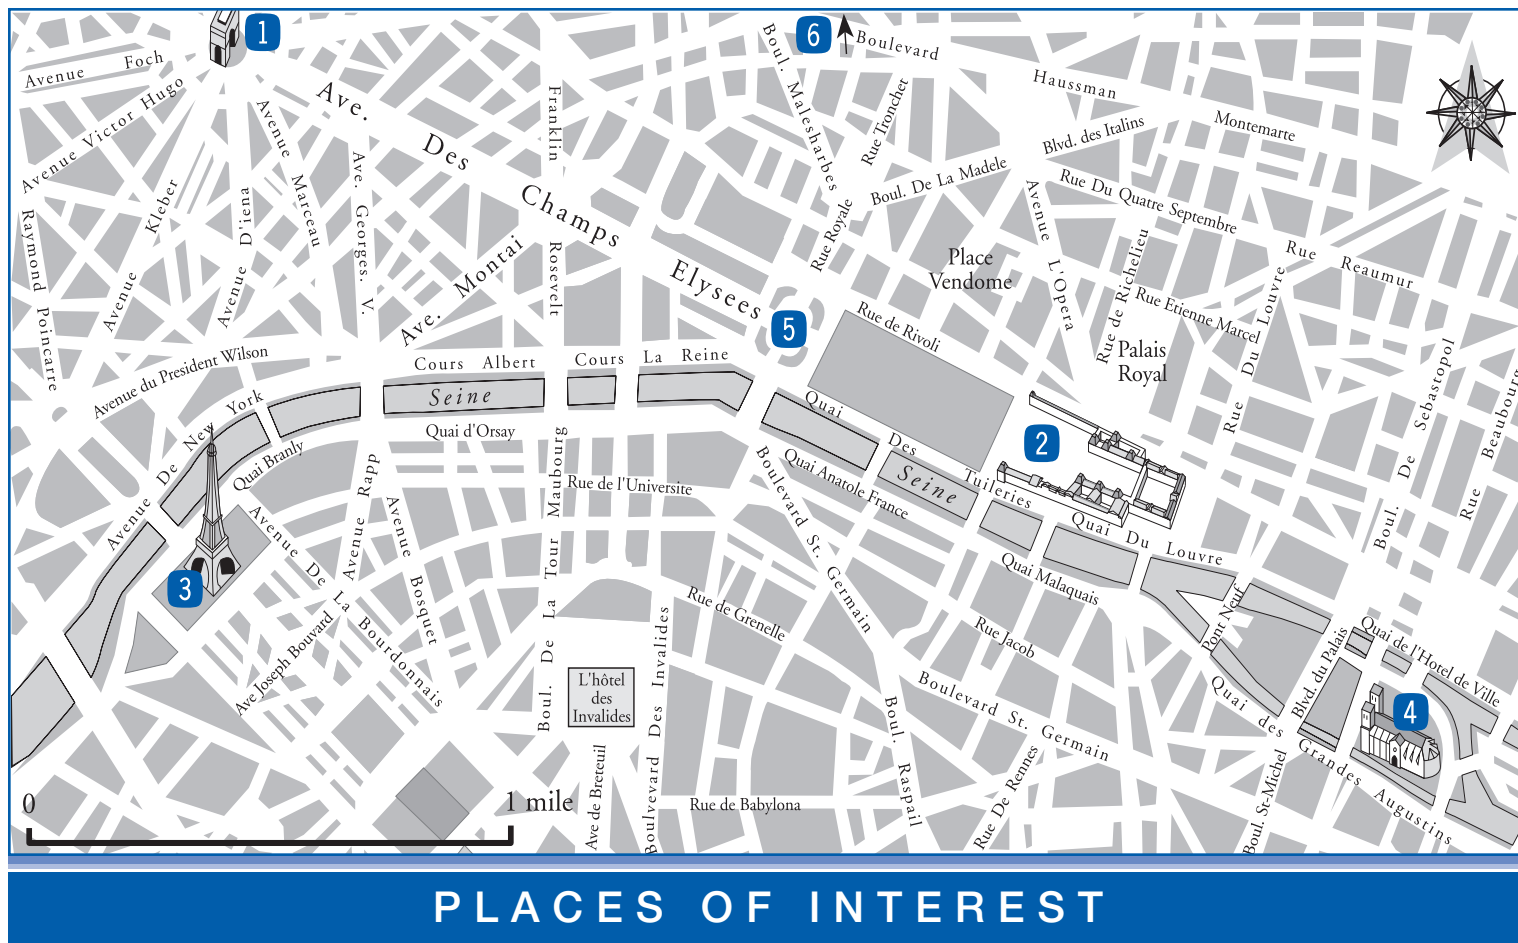 1
6
Boulevard
Haussman
Montemarte
Avenue Foch
Avenue Victor Hugo
Ave. Des Champs Elysees
Franklin
Rosevelt
Boul. Malesharbes
Rue Tronchet
Blvd. des Italins
Boul. De La Madele
Rue Du Quatre Septembre
Rue Reaumur
Avenue Marceau
Ave. Georges. V.
Avenue Kleber
Avenue D'iena
Raymond Poincarre
Ave. Montai
Rue Royale
Place
Vendome
Avenue L'Opera
Rue de Richelieu
Rue Etienne Marcel
Rue Du Louvre
5
Rue de Rivoli
Palais
Royal
Boul. De Sebastopol
Rue Beaubourg
Avenue du President Wilson
Cours Albert
Cours La Reine
Seine
Avenue De New York
Quai d'Orsay
Quai Branly
2
Quai Des Tuileries
Seine
Quai Anatole France
Quai Du Louvre
Quai Malaquais
Rue de l'Universite
Avenue Rapp
Avenue Bosquet
Boul. De La Tour Maubourg
Boulevard St. Germain
3
Avenue De La Bourdonnais
Ave Joseph Bouvard
Rue de Grenelle
Rue Jacob
Pont Neuf
Quai de l'Hotel de Ville
Blvd. du Palais
4
L'hôtel
des
Invalides
Boulvevard Des Invalides
Boulevard St. Germain
Quai des Grandes Augustins
Boul. Raspail
Rue De Rennes
Boul. St-Michel
Ave de Breteuil
Rue de Babylona
0 1 mile
PLACES OF INTEREST